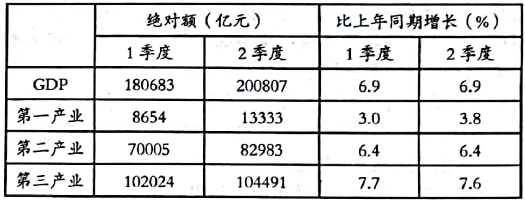 绝对额（亿元） 比上年同期增长（%）
1季度 2季度 1季度 2季度
GDP 180683 200807 6.9 6.9
第一产业 8654 13333 3.0 3.8
第二产业 70005 82983 6.4 6.4
第三产业 102024 104491 7.7 7.6